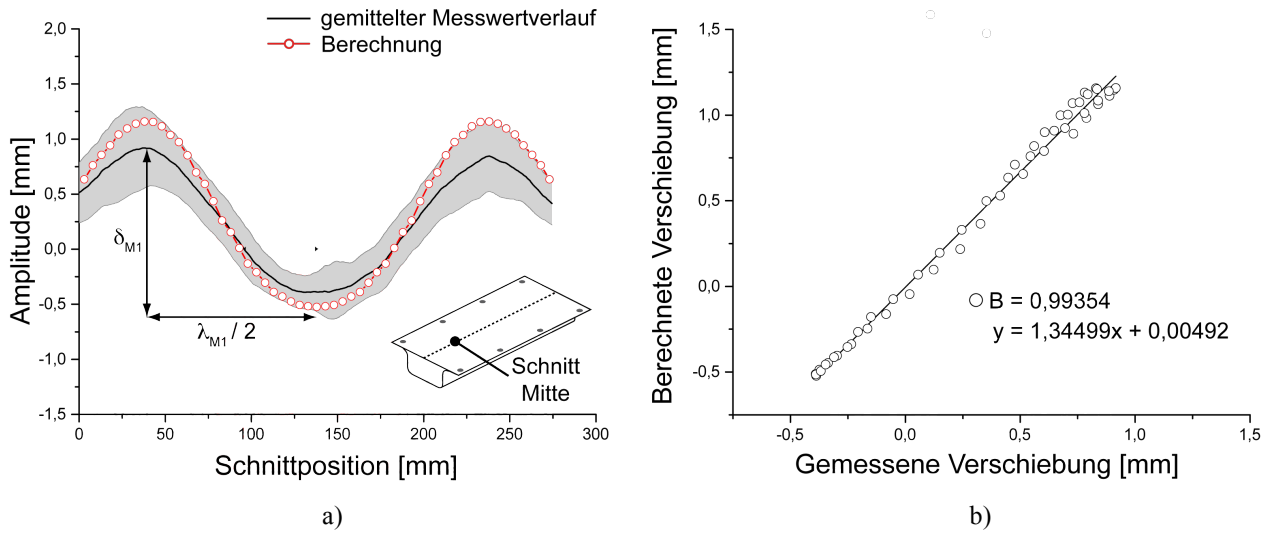 a)
gemittelter Messwertverlauf
Berechnung
Amplitude [mm]
2,0
1,5
1,0
0,5
0,0
-0,5
-1,0
-1,5
δM1
λM1 / 2
Schnitt
Mitte
0 50 100 150 200 250 300
Schnittposition [mm]
a)
b)
Berechnete Verschiebung [mm]
1,5
1,0
0,5
0,0
-0,5
B = 0,99354
y = 1,34499x + 0,00492
-0,5 0,0 0,5 1,0 1,5
Gemessene Verschiebung [mm]
b)